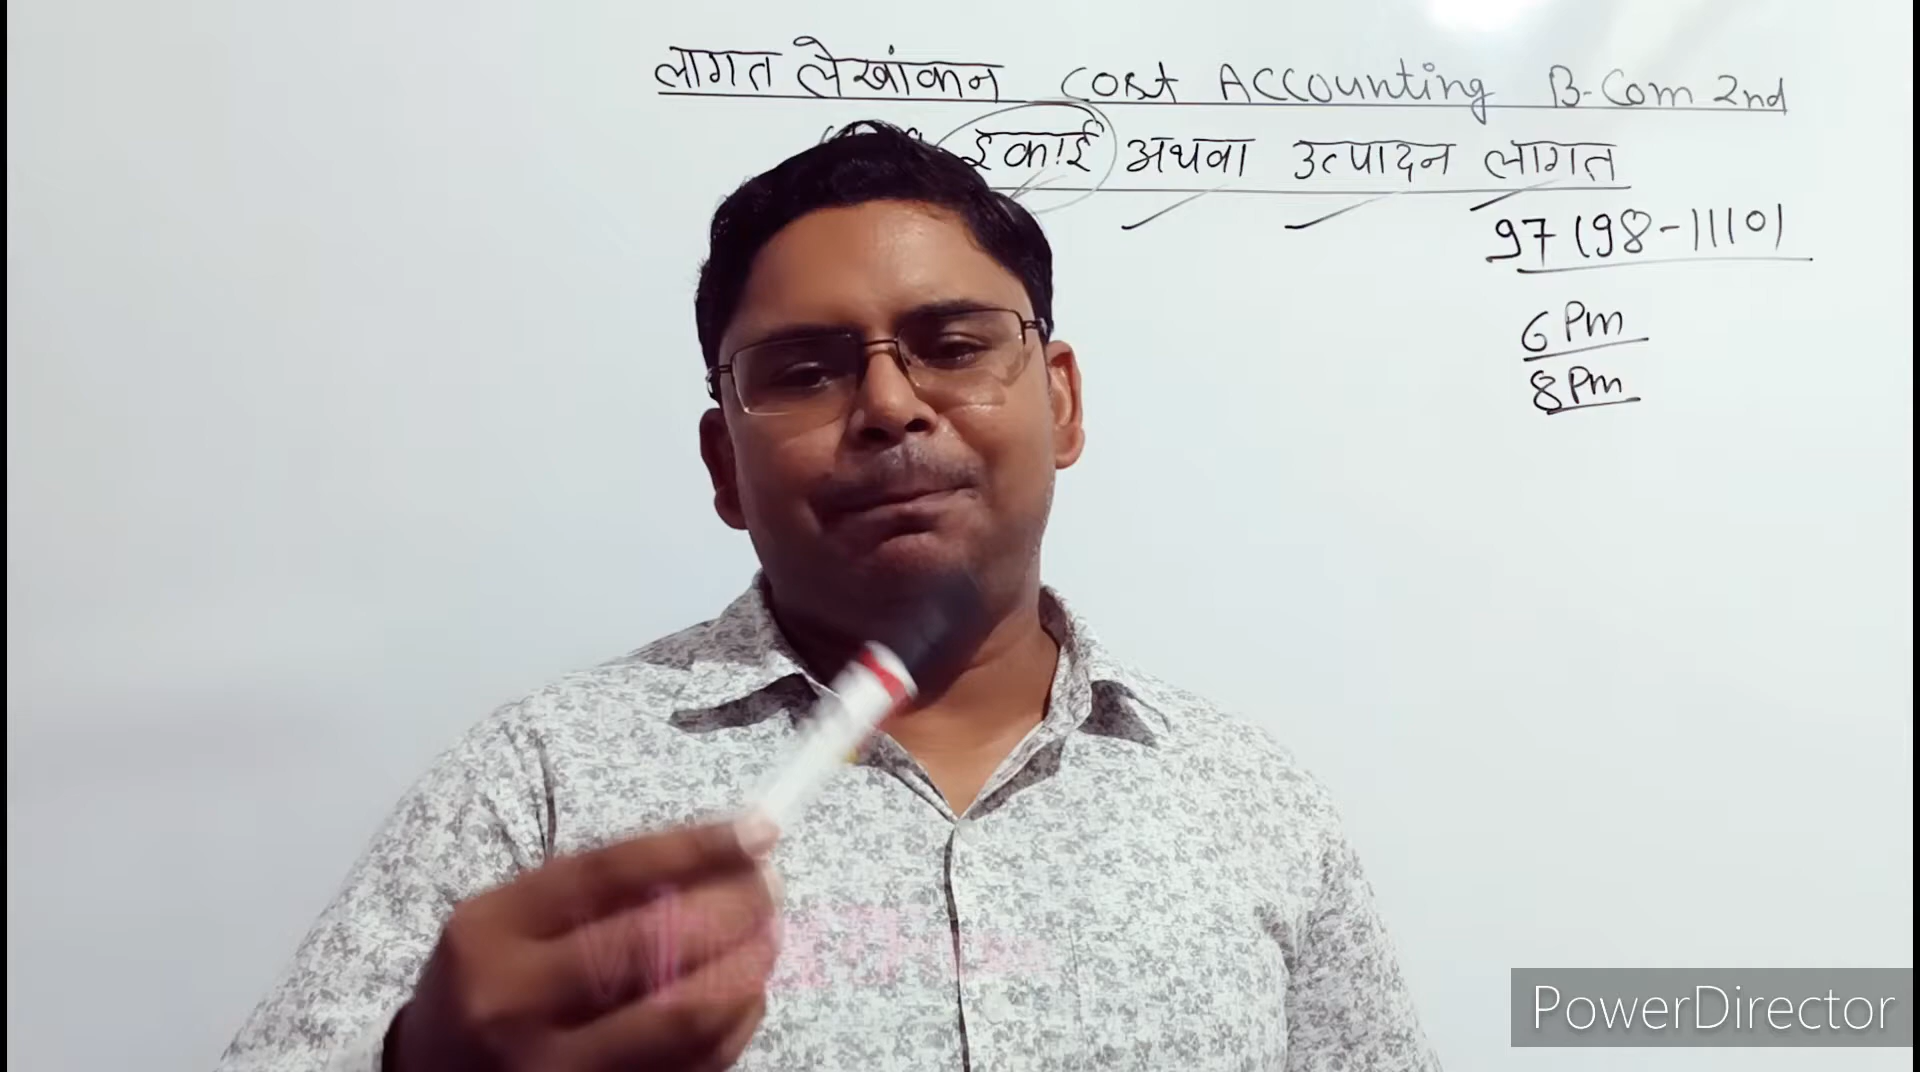 लागत लेखांकन Cost Accounting B-Com 2nd
इकाई अथवा उत्पादन लागत
97198-11101
6 Pm
8 Pm
PowerDirector